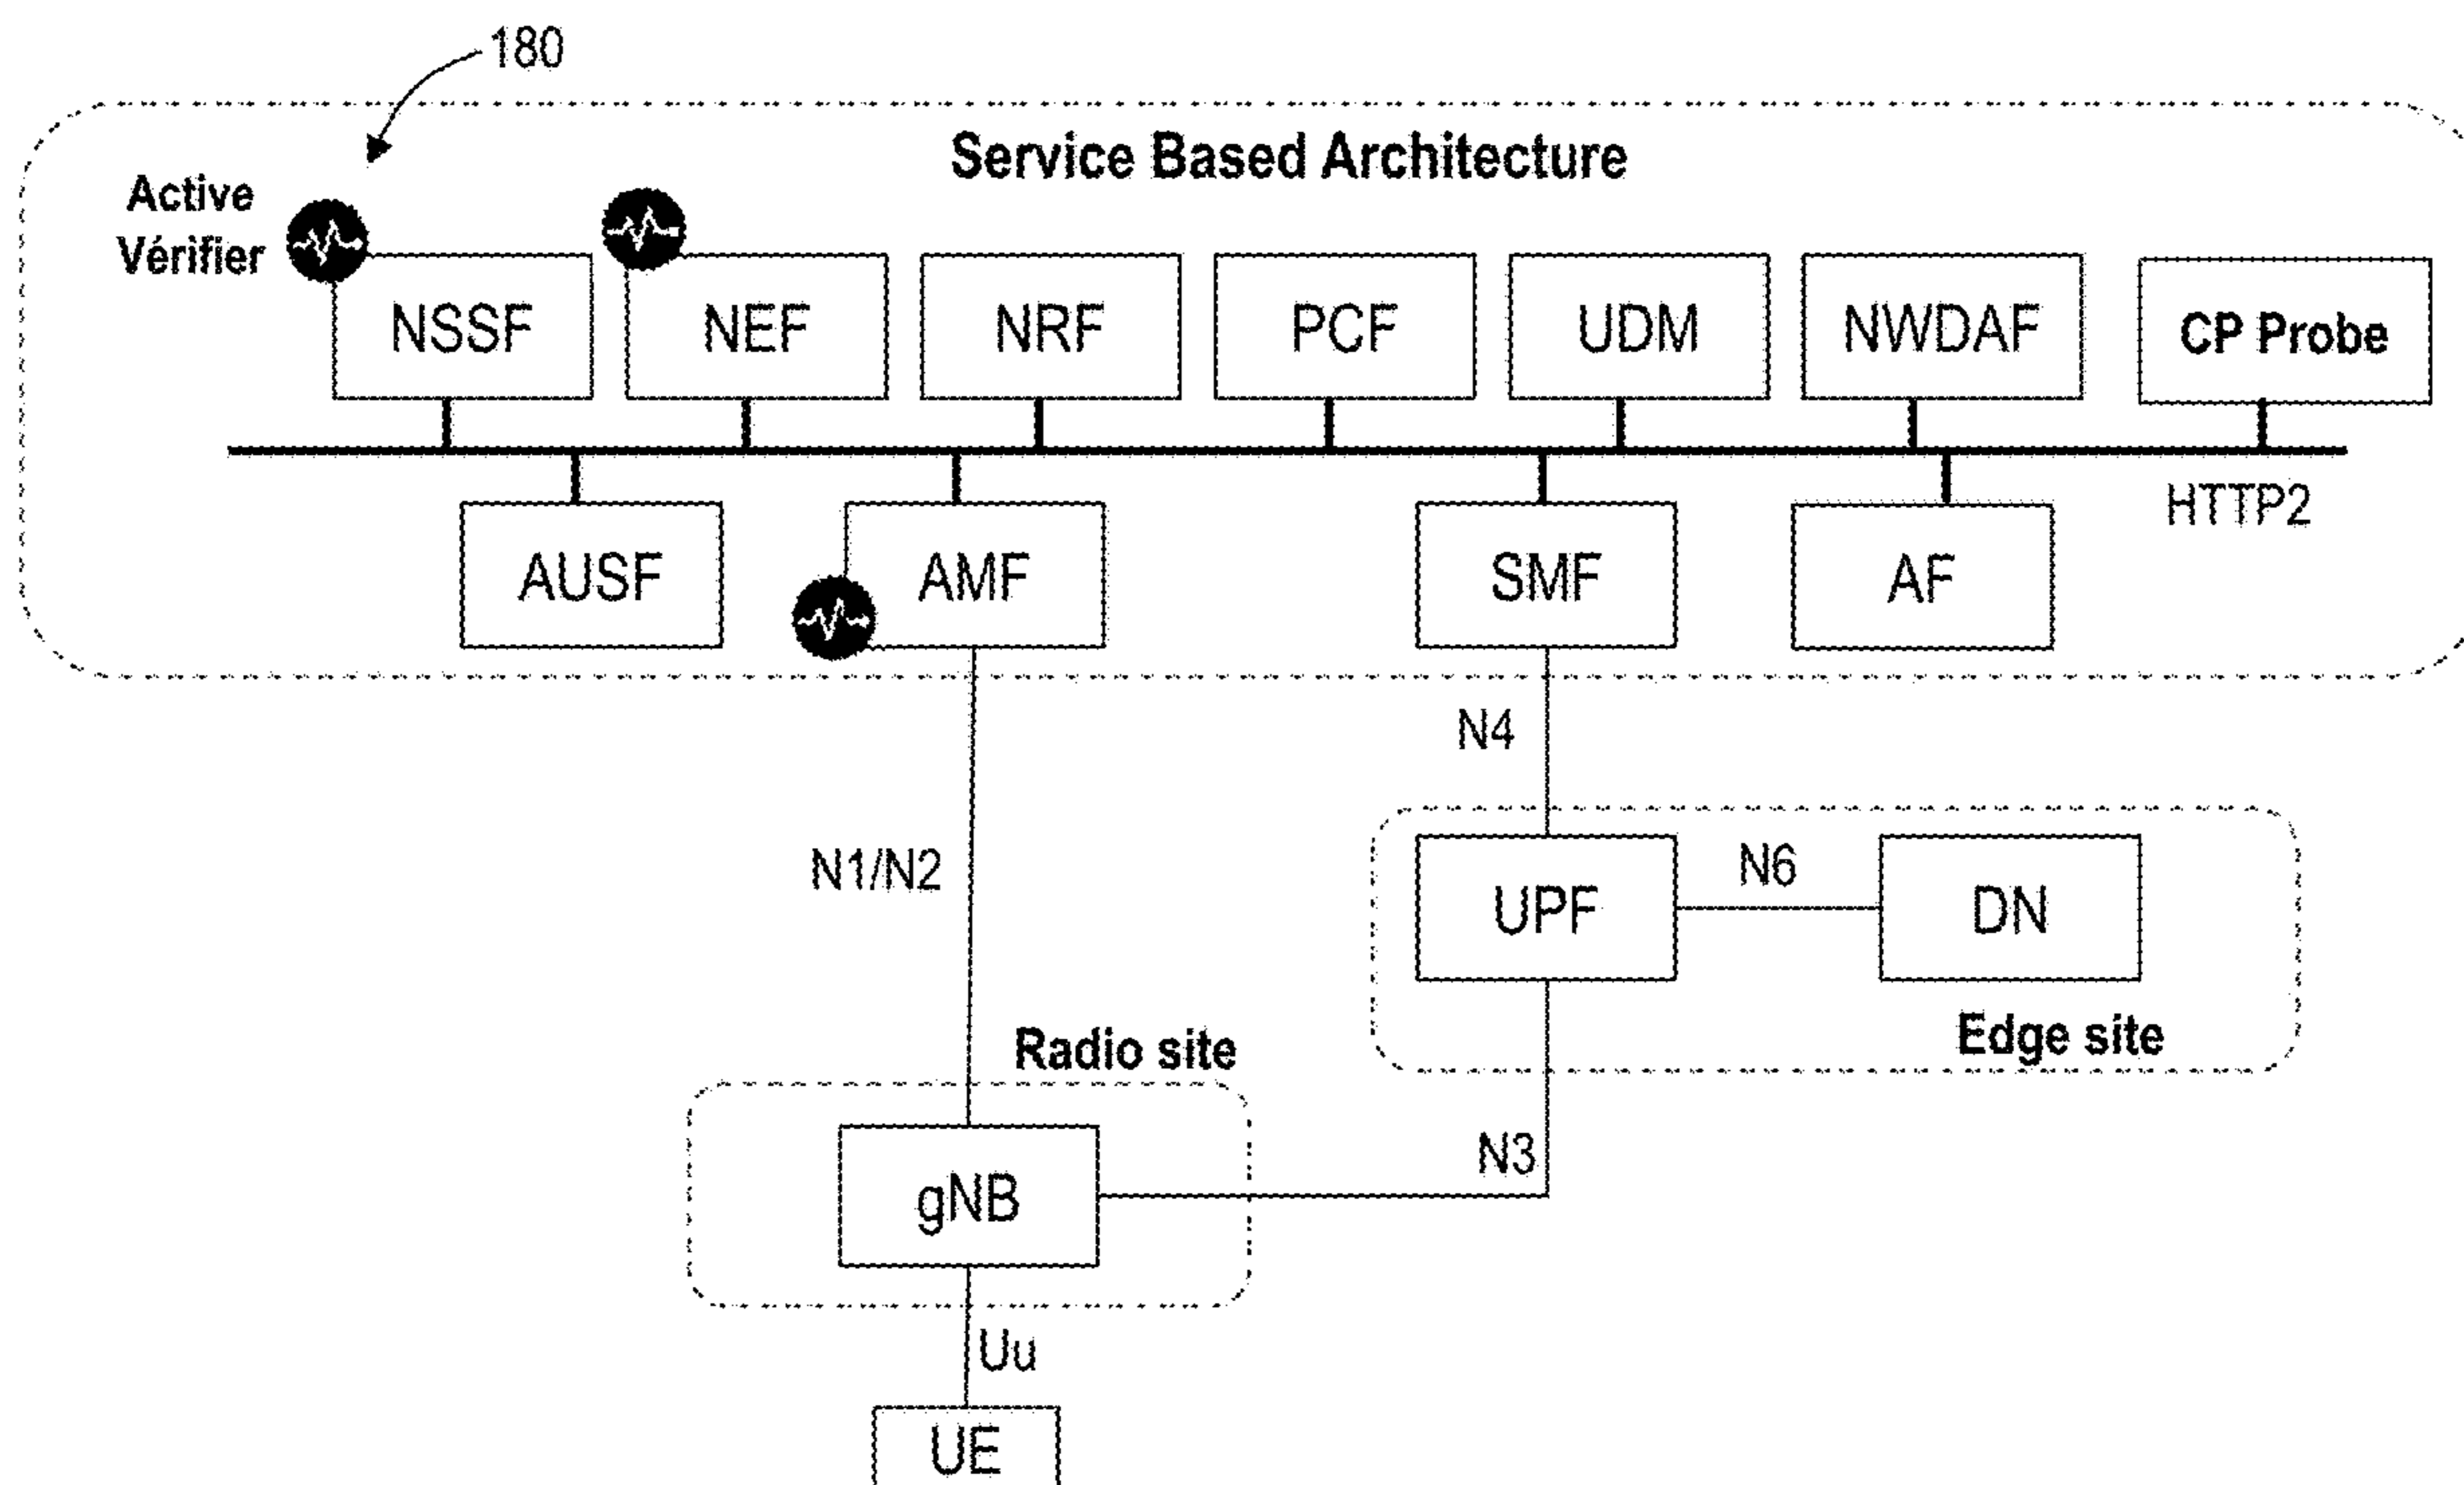 180
Service Based Architecture
Active
Vérifier
NSSF
NEF
NRF
PCF
UDM
NWDAF
CP Probe
HTTP2
AUSF
AMF
SMF
AF
N4
N1/N2
UPF
N6
DN
Edge site
Radio site
N3
gNB
Uu
UE